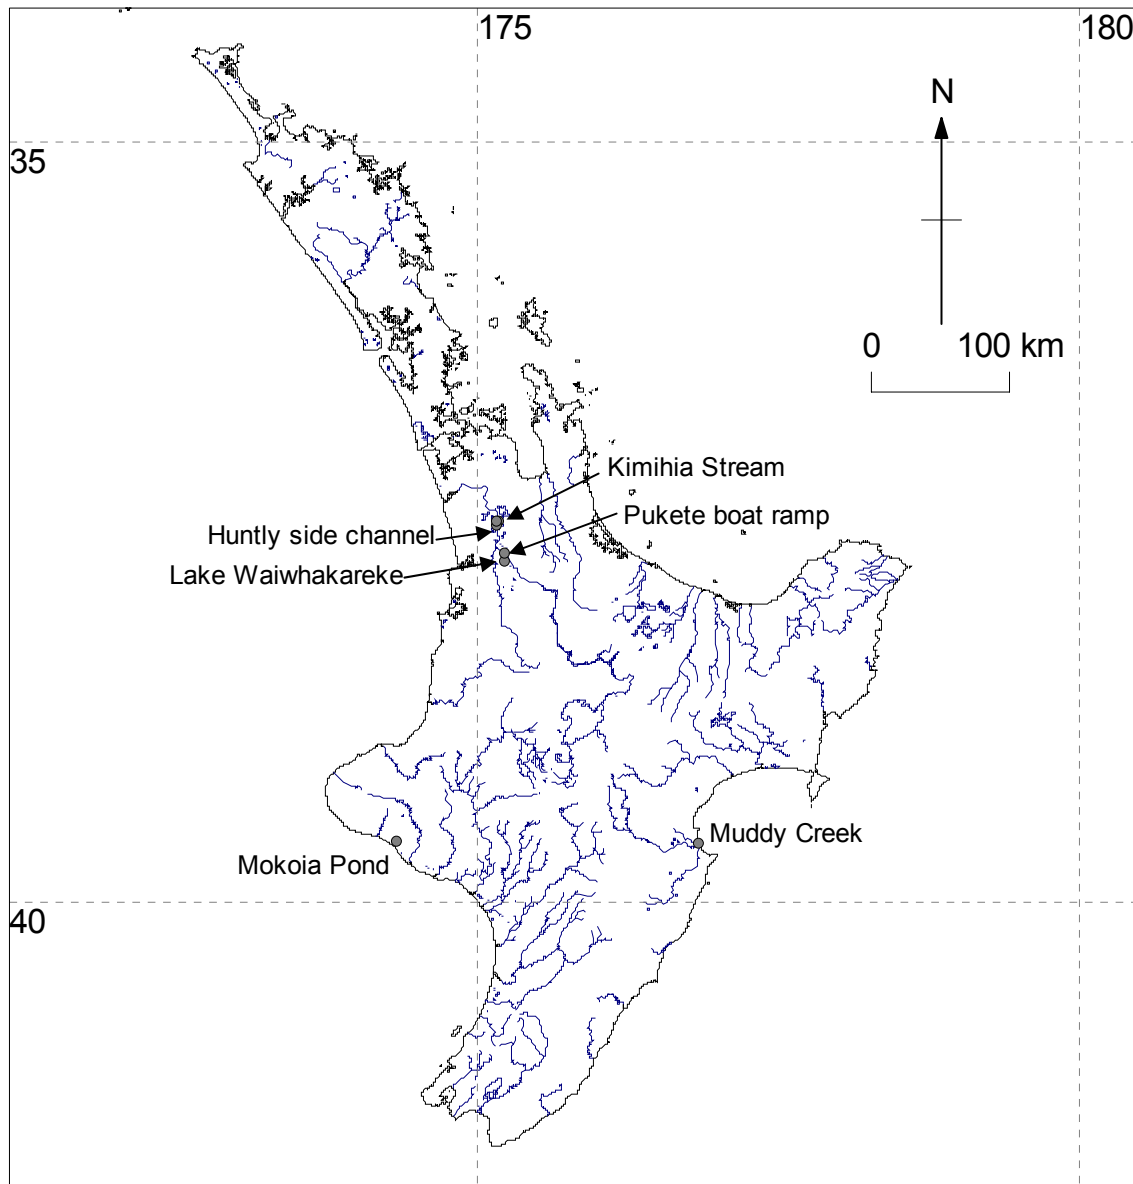 175
180
N
35
0 100 km
Kimihia Stream
Pukete boat ramp
Huntly side channel
Lake Waiwhakareke
Muddy Creek
Mokoia Pond
40